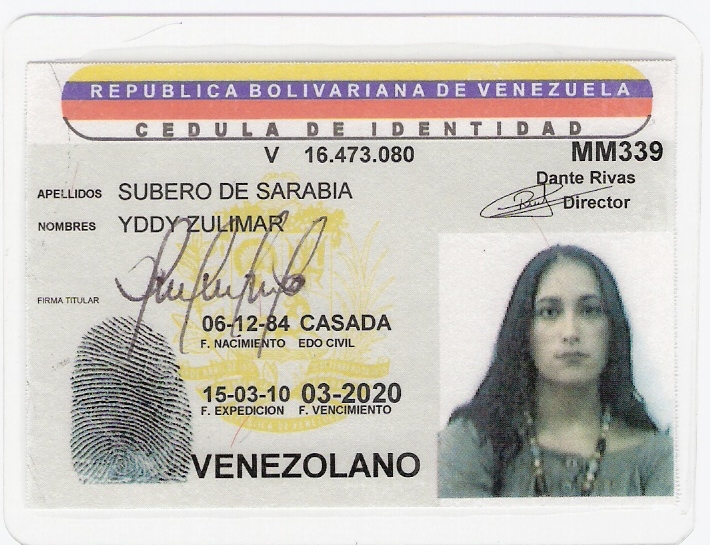 REPUBLICA BOLIVARIANA DE VENEZUELA
CEDULA DE IDENTIDAD
V 16.473.080 MM339
Dante Rivas
Director
APELLIDOS SUBERO DE SARABIA
NOMBRES YDDY ZULIMAR
FIRMA TITULAR
06-12-84 CASADA
F. NACIMIENTO EDO CIVIL
15-03-10 03-2020
F. EXPEDICION F. VENCIMIENTO
VENEZOLANO